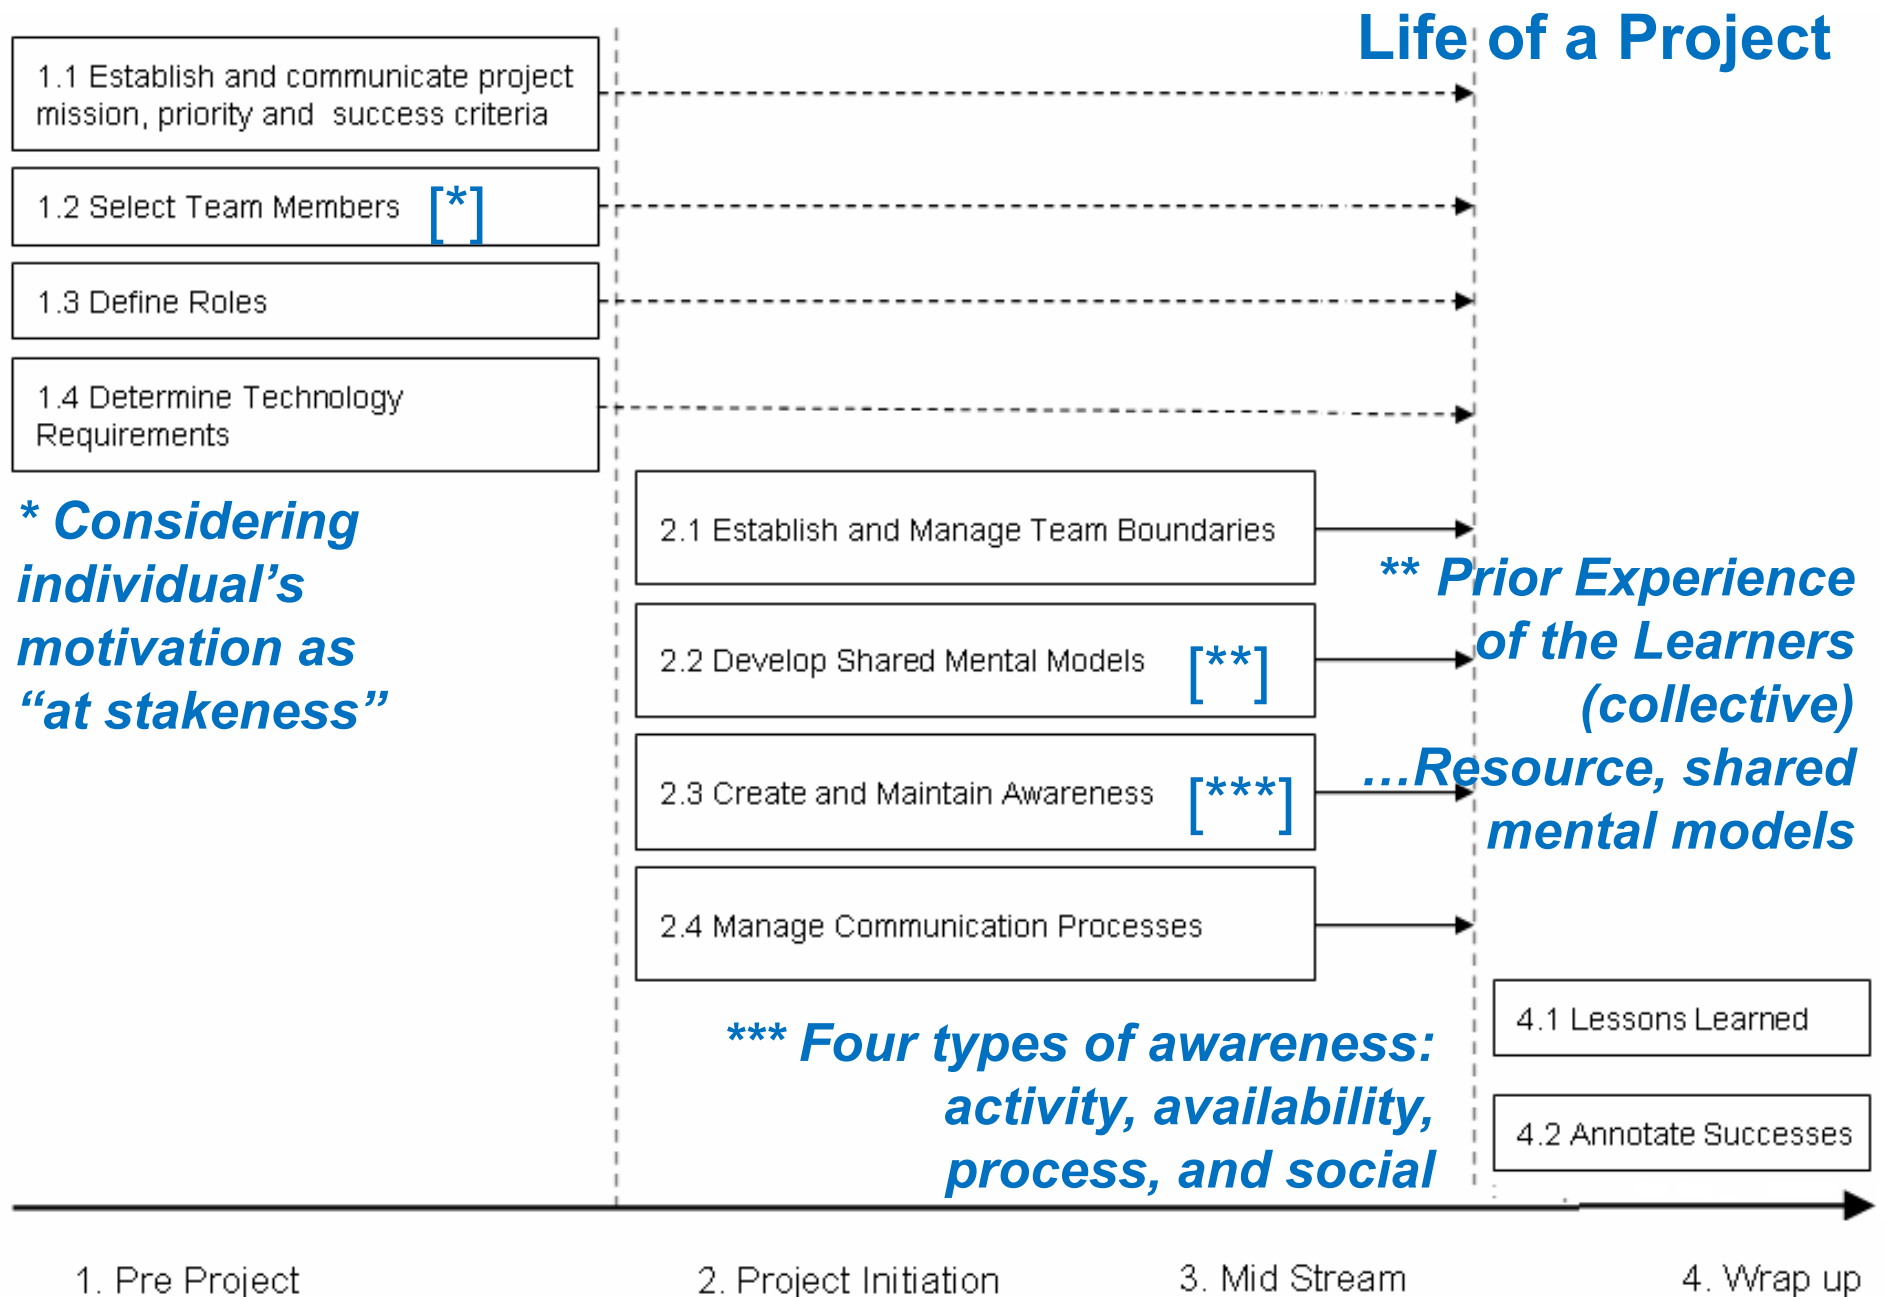 Life of a Project
1.1 Establish and communicate project
mission, priority and success criteria
1.2 Select Team Members [*]
1.3 Define Roles
1.4 Determine Technology
Requirements
* Considering
individual’s
motivation as
“at stakeness”
2.1 Establish and Manage Team Boundaries
2.2 Develop Shared Mental Models [**]
2.3 Create and Maintain Awareness [***]
2.4 Manage Communication Processes
** Prior Experience
of the Learners
(collective)
…Resource, shared
mental models
*** Four types of awareness:
activity, availability,
process, and social
4.1 Lessons Learned
4.2 Annotate Successes
1. Pre Project
2. Project Initiation
3. Mid Stream
4. Wrap up